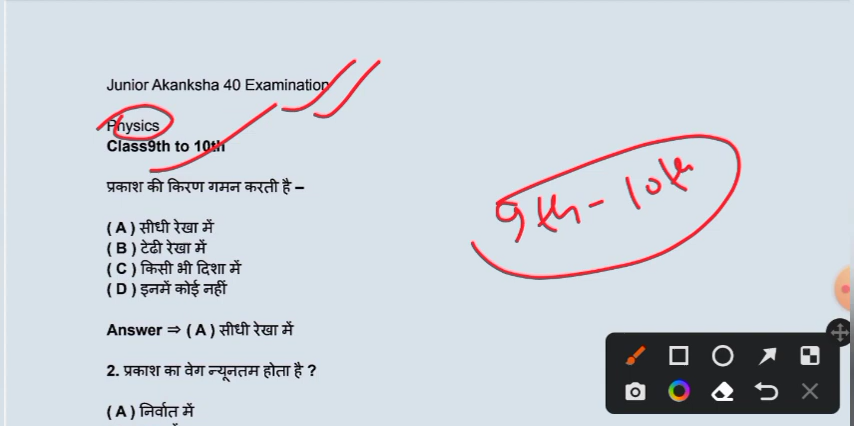 Junior Akanksha 40 Examination
Physics
Class9th to 10th
प्रकाश की किरण गमन करती है –
( A ) सीधी रेखा में
( B ) टेढी रेखा में
( C ) किसी भी दिशा में
( D ) इनमें कोई नहीं
9th - 10th
Answer ⇒ ( A ) सीधी रेखा में
2. प्रकाश का वेग न्यूनतम होता है ?
( A ) निर्वात में